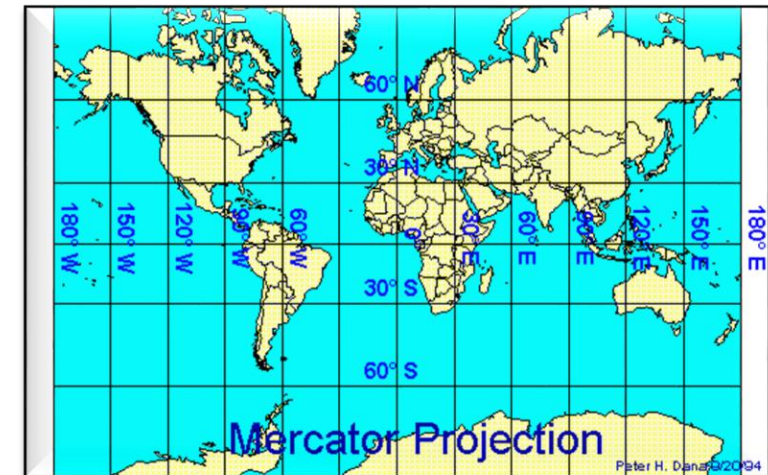 60° N
30° N
180° W
150° W
120° W
90° W
60° W
0°
30° E
60° E
90° E
120° E
150° E
180° E
30° S
60° S
Mercator Projection
Peter H. Dana 9/20/94